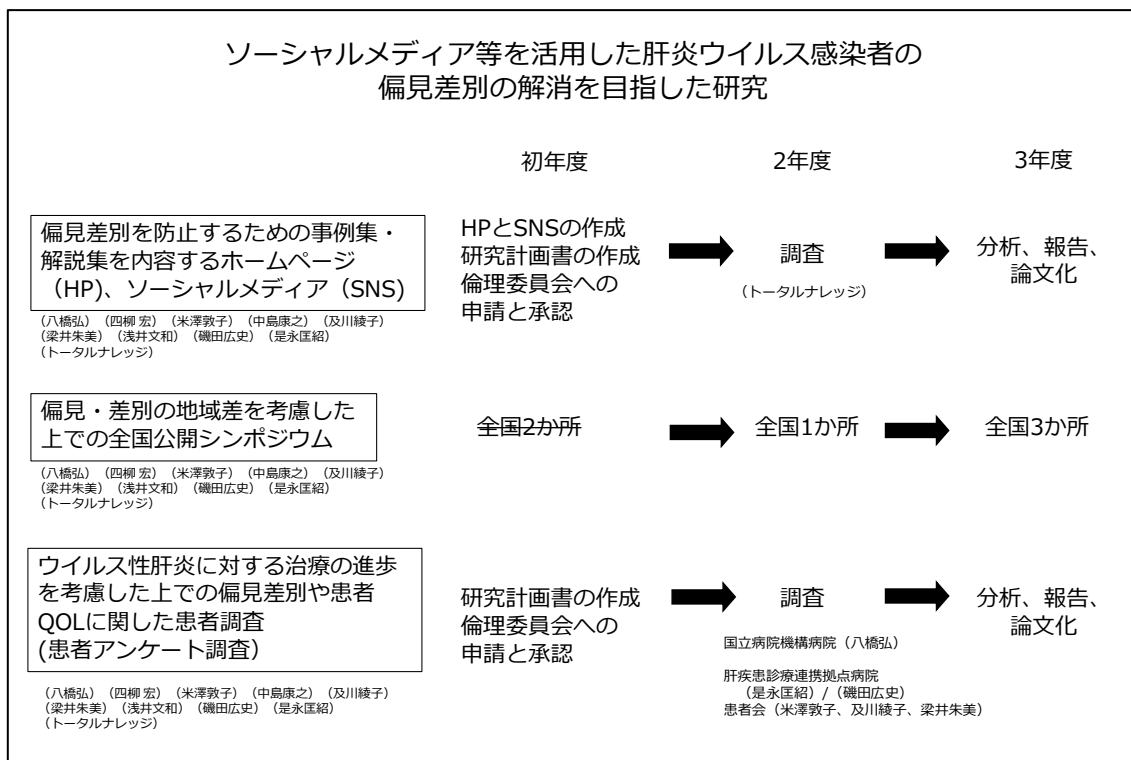 ソーシャルメディア等を活用した肝炎ウイルス感染者の
偏見差別の解消を目指した研究
初年度
2年度
3年度
偏見差別を防止するための事例集・
解説集を内容するホームページ
（HP)、ソーシャルメディア（SNS)
（八橋弘）（四柳 宏）（米澤敦子）（中島康之）（及川綾子）
（梁井朱美）（浅井文和）（磯田広史）（是永匡紹）
（トータルナレッジ）
HPとSNSの作成
研究計画書の作成
倫理委員会への
申請と承認
調査
（トータルナレッジ）
分析、報告、
論文化
偏見・差別の地域差を考慮した
上での全国公開シンポジウム
（八橋弘）（四柳 宏）（米澤敦子）（中島康之）（及川綾子）
（梁井朱美）（浅井文和）（磯田広史）（是永匡紹）
（トータルナレッジ）
全国2か所
全国1か所
全国3か所
ウイルス性肝炎に対する治療の進歩
を考慮した上での偏見差別や患者
QOLに関した患者調査
(患者アンケート調査）
（八橋弘）（四柳 宏）（米澤敦子）（中島康之）（及川綾子）
（梁井朱美）（浅井文和）（磯田広史）（是永匡紹）
（トータルナレッジ）
研究計画書の作成
倫理委員会への
申請と承認
調査
国立病院機構病院（八橋弘）
肝疾患診療連携拠点病院
（是永匡紹）/（磯田広史）
患者会（米澤敦子、及川綾子、梁井朱美）
分析、報告、
論文化